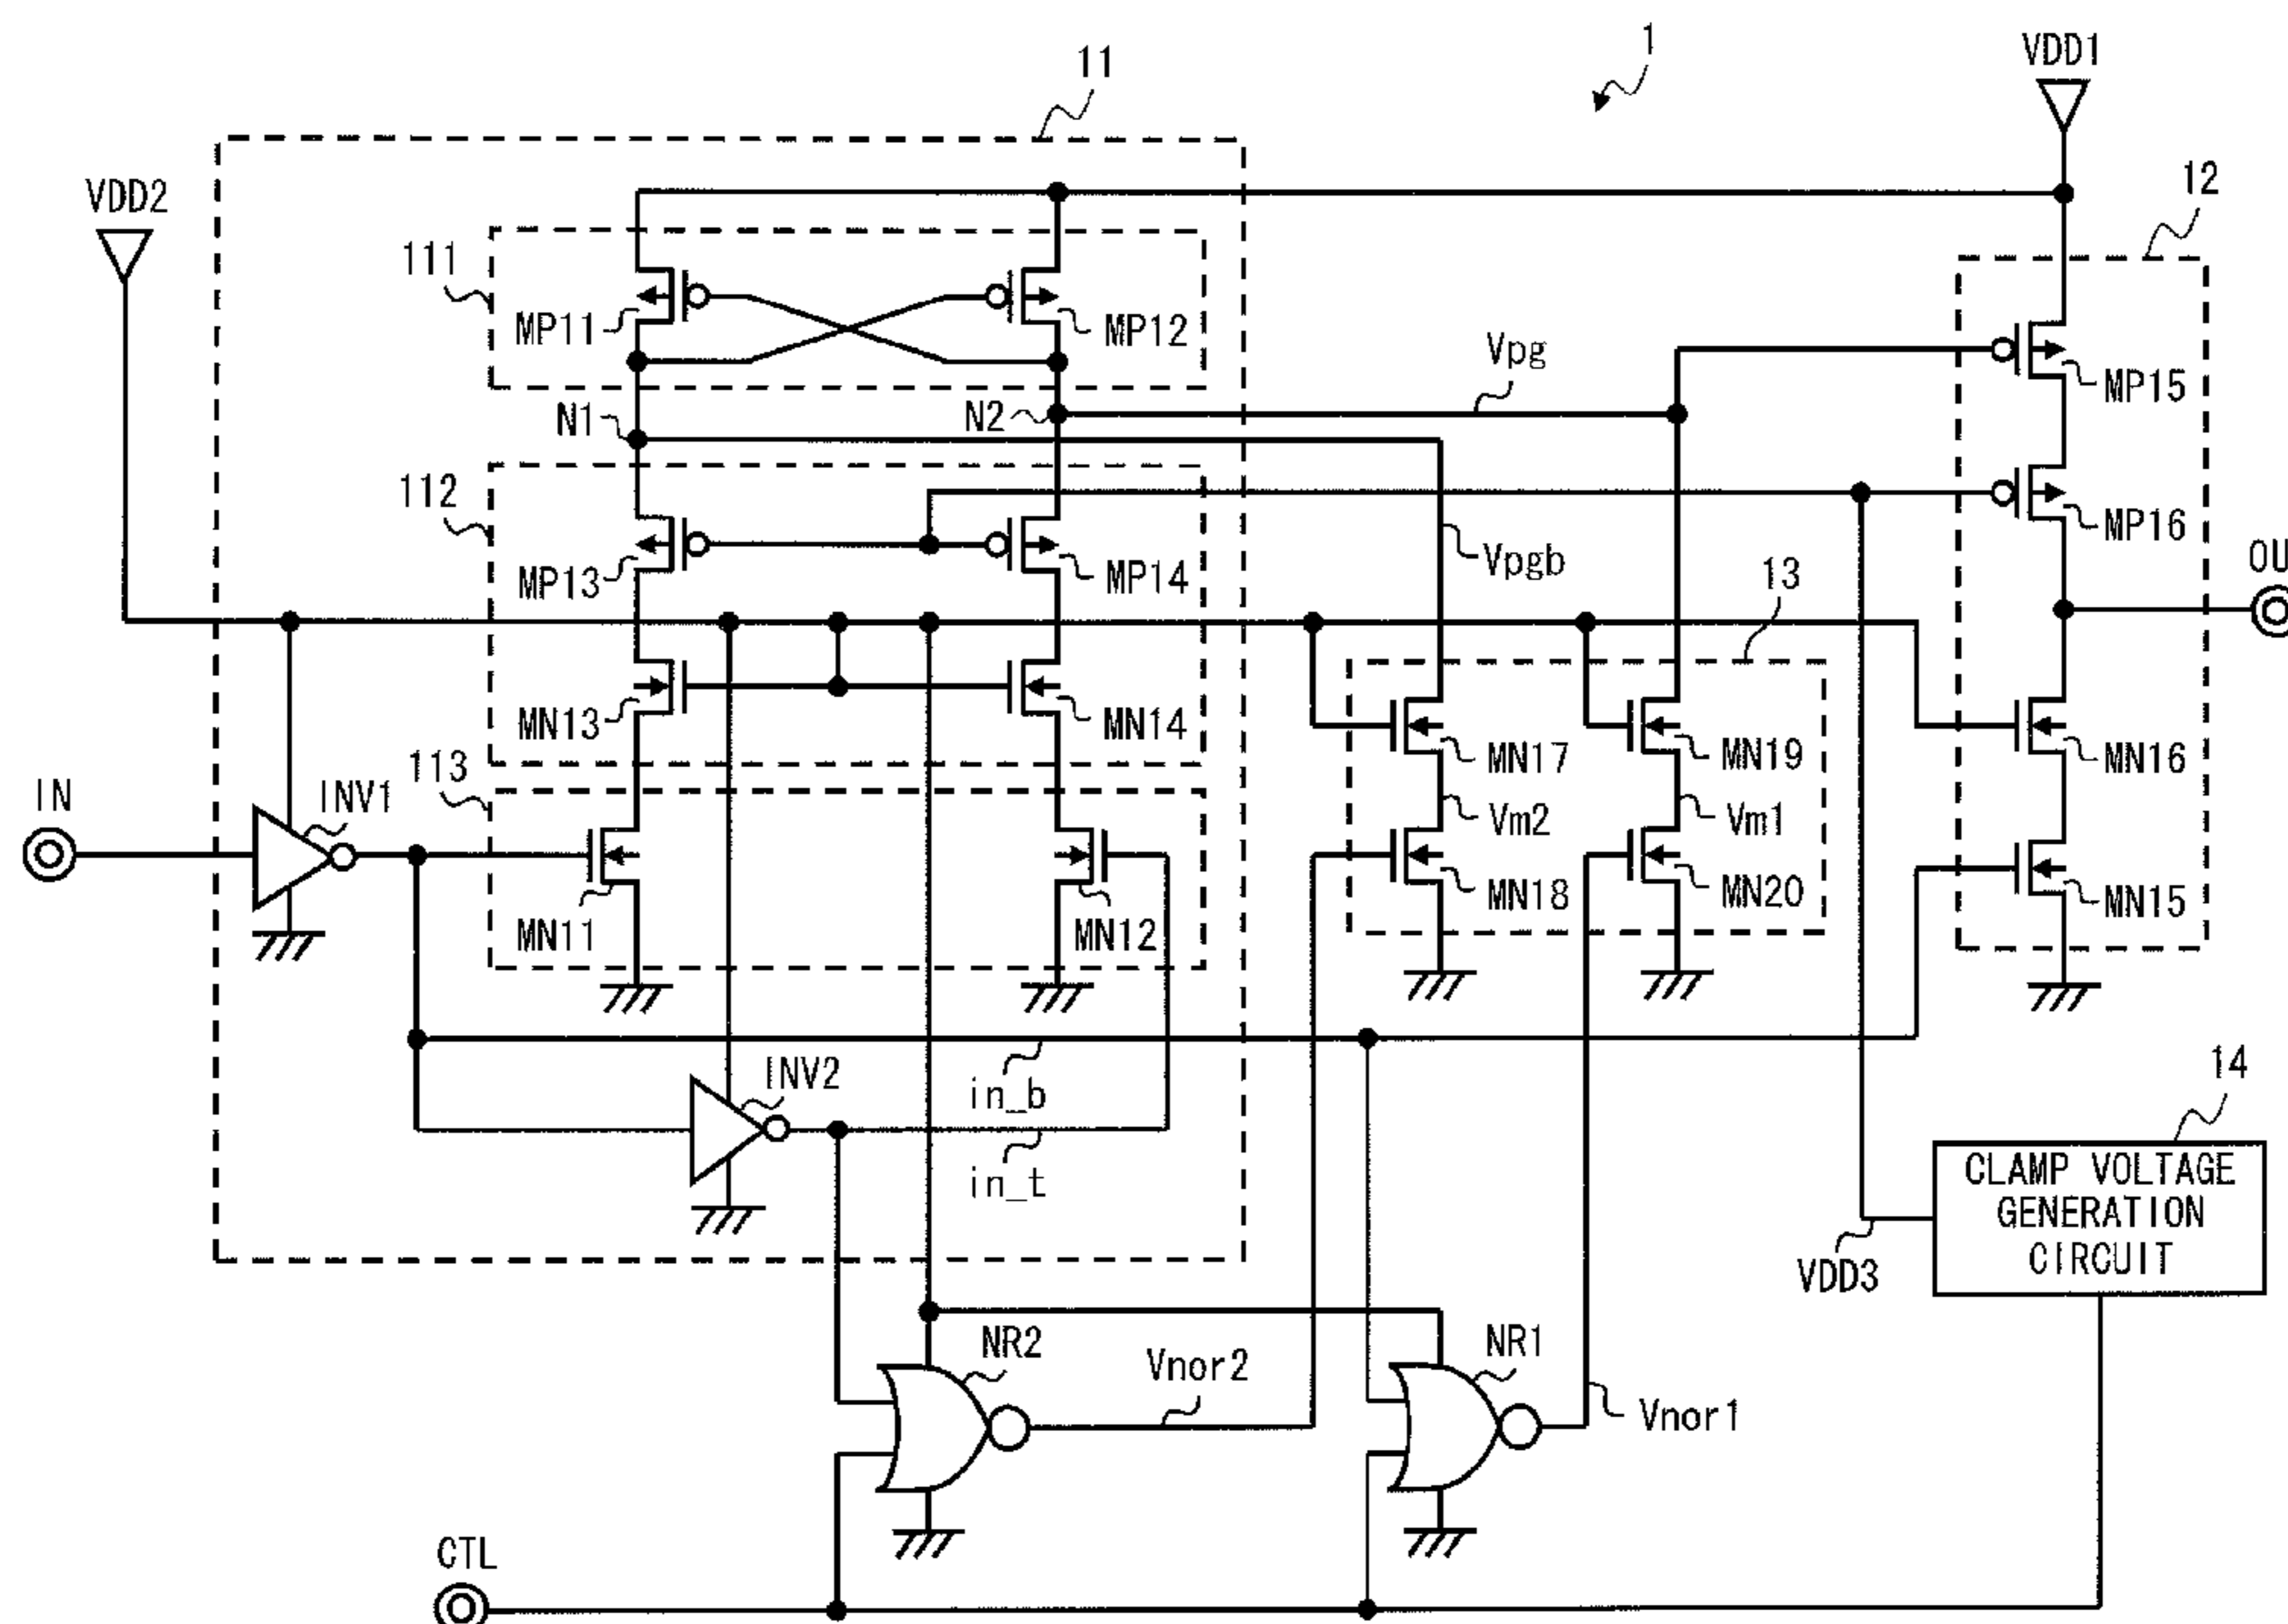 1
VDD1
11
VDD2
12
111
MP11
MP12
Vpg
MP15
N1
N2
112
MP13
MP14
Vpgb
13
MP16
OU
MN13
MN14
MN17
MN19
MN16
113
IN
INV1
Vm2
Vm1
MN11
MN12
MN18
MN20
MN15
INV2
in_b
in_t
14
CLAMP VOLTAGE
GENERATION
CIRCUIT
VDD3
NR2
Vnor2
NR1
Vnor1
CTL